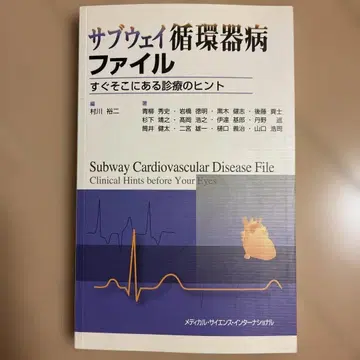 サブウェイ循環器病
ファイル
すぐそこにある診療のヒント
編
村川 裕二
著
青柳 秀史・岩橋 徳明・黒木 健志・後藤 貢士
杉下 靖之・髙岡 浩之・伊達 基郎・丹野 巡
筒井 健太・二宮 雄一・樋口 義治・山口 浩司
Subway Cardiovascular Disease File
Clinical Hints before Your Eyes
メディカル・サイエンス・インターナショナル